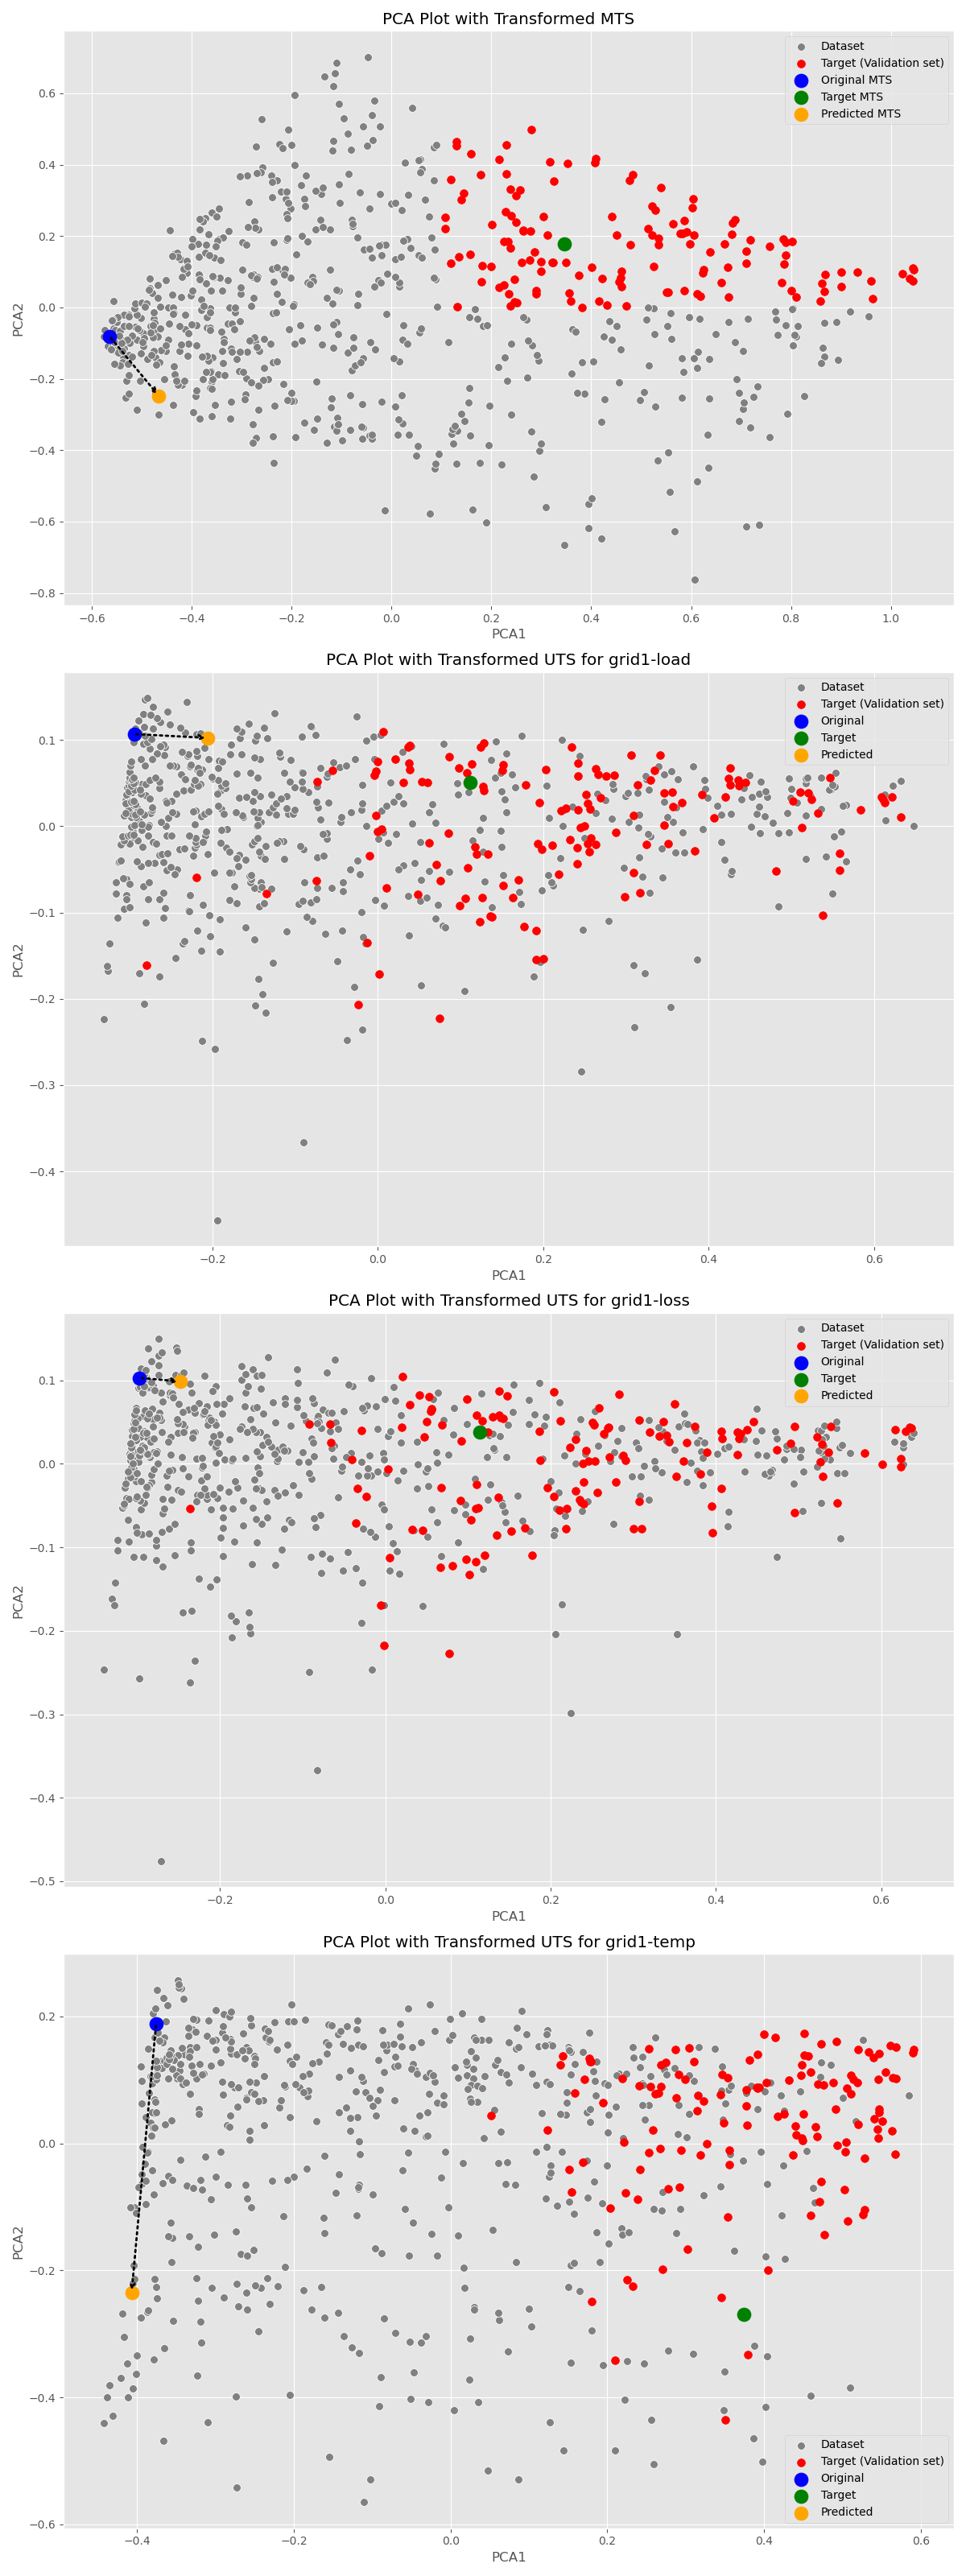 PCA Plot with Transformed MTS
Dataset
Target (Validation set)
Original MTS
Target MTS
Predicted MTS
0.6
0.4
0.2
0.0
−0.2
−0.4
−0.6
−0.8
PCA2
−0.6
−0.4
−0.2
0.0
0.2
0.4
0.6
0.8
1.0
PCA1
PCA Plot with Transformed UTS for grid1-load
Dataset
Target (Validation set)
Original
Target
Predicted
0.1
0.0
−0.1
−0.2
−0.3
−0.4
PCA2
−0.2
0.0
0.2
0.4
0.6
PCA1
PCA Plot with Transformed UTS for grid1-loss
Dataset
Target (Validation set)
Original
Target
Predicted
0.1
0.0
−0.1
−0.2
−0.3
−0.4
−0.5
PCA2
−0.2
0.0
0.2
0.4
0.6
PCA1
PCA Plot with Transformed UTS for grid1-temp
0.2
0.0
−0.2
−0.4
−0.6
PCA2
Dataset
Target (Validation set)
Original
Target
Predicted
−0.4
−0.2
0.0
0.2
0.4
0.6
PCA1